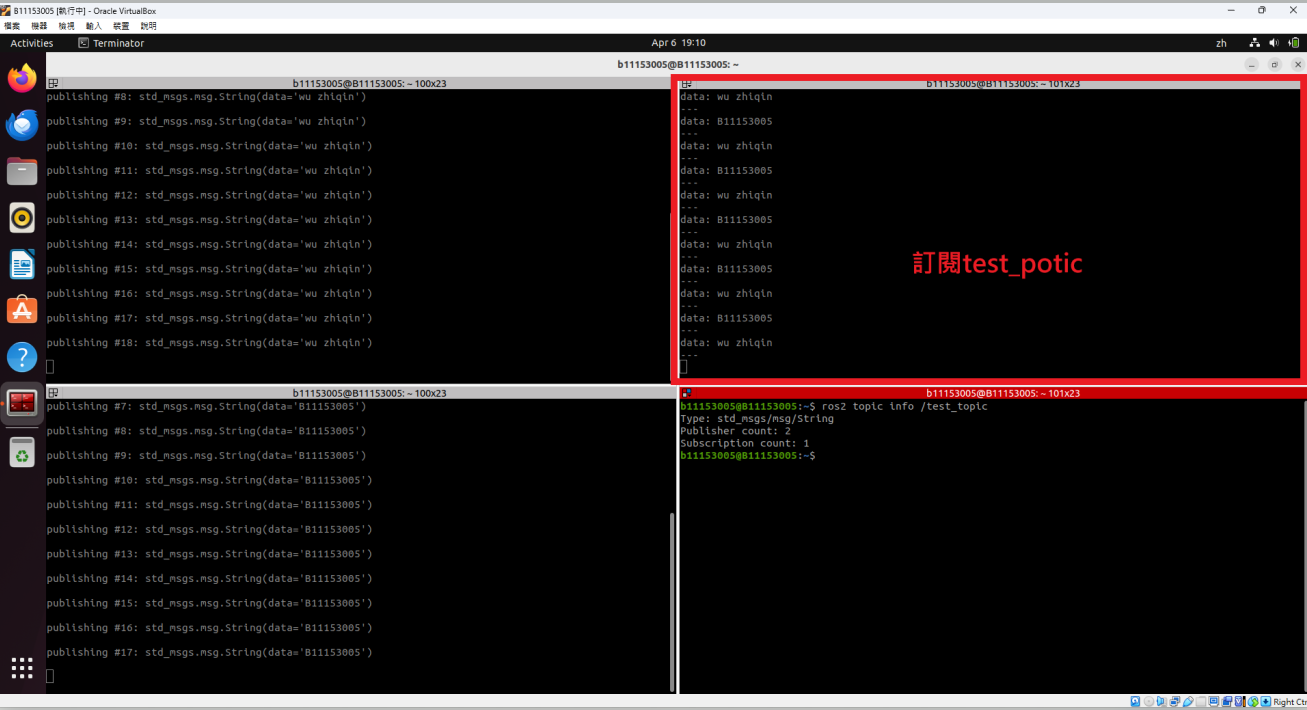 B11153005 [執行中] - Oracle VirtualBox
檔案 機器 檢視 輸入 裝置 說明
Activities Terminator Apr 6 19:10 zh
b11153005@B11153005: ~
b11153005@B11153005: ~ 100x23
publishing #8: std_msgs.msg.String(data='wu zhiqin')
publishing #9: std_msgs.msg.String(data='wu zhiqin')
publishing #10: std_msgs.msg.String(data='wu zhiqin')
publishing #11: std_msgs.msg.String(data='wu zhiqin')
publishing #12: std_msgs.msg.String(data='wu zhiqin')
publishing #13: std_msgs.msg.String(data='wu zhiqin')
publishing #14: std_msgs.msg.String(data='wu zhiqin')
publishing #15: std_msgs.msg.String(data='wu zhiqin')
publishing #16: std_msgs.msg.String(data='wu zhiqin')
publishing #17: std_msgs.msg.String(data='wu zhiqin')
publishing #18: std_msgs.msg.String(data='wu zhiqin')
b11153005@B11153005: ~ 101x23
data: wu zhiqin
---
data: B11153005
---
data: wu zhiqin
---
data: B11153005
---
data: wu zhiqin
---
data: B11153005
---
data: wu zhiqin
---
data: B11153005
---
data: wu zhiqin
---
data: B11153005
---
data: wu zhiqin
---
訂閱test_potic
b11153005@B11153005: ~ 100x23
publishing #7: std_msgs.msg.String(data='B11153005')
publishing #8: std_msgs.msg.String(data='B11153005')
publishing #9: std_msgs.msg.String(data='B11153005')
publishing #10: std_msgs.msg.String(data='B11153005')
publishing #11: std_msgs.msg.String(data='B11153005')
publishing #12: std_msgs.msg.String(data='B11153005')
publishing #13: std_msgs.msg.String(data='B11153005')
publishing #14: std_msgs.msg.String(data='B11153005')
publishing #15: std_msgs.msg.String(data='B11153005')
publishing #16: std_msgs.msg.String(data='B11153005')
publishing #17: std_msgs.msg.String(data='B11153005')
b11153005@B11153005: ~ 101x23
b11153005@B11153005:~$ ros2 topic info /test_topic
Type: std_msgs/msg/String
Publisher count: 2
Subscription count: 1
b11153005@B11153005:~$
Right Ctr